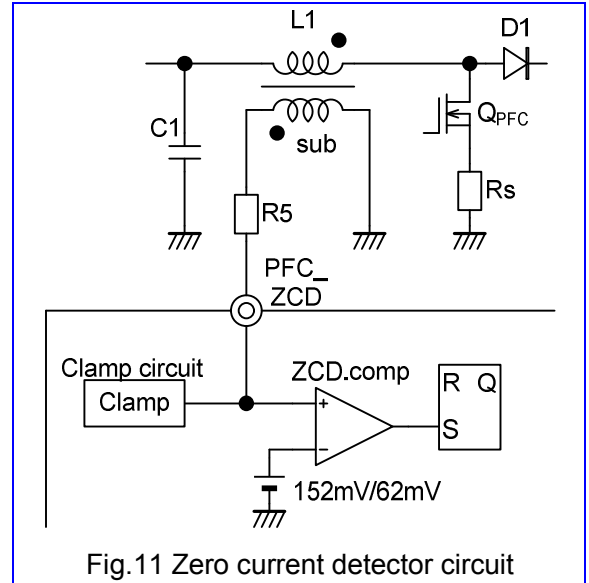 L1
D1
C1
sub
QPFC
Rs
R5
PFC_
ZCD
Clamp circuit
Clamp
ZCD.comp
+
-
R Q
S
152mV/62mV
Fig.11 Zero current detector circuit